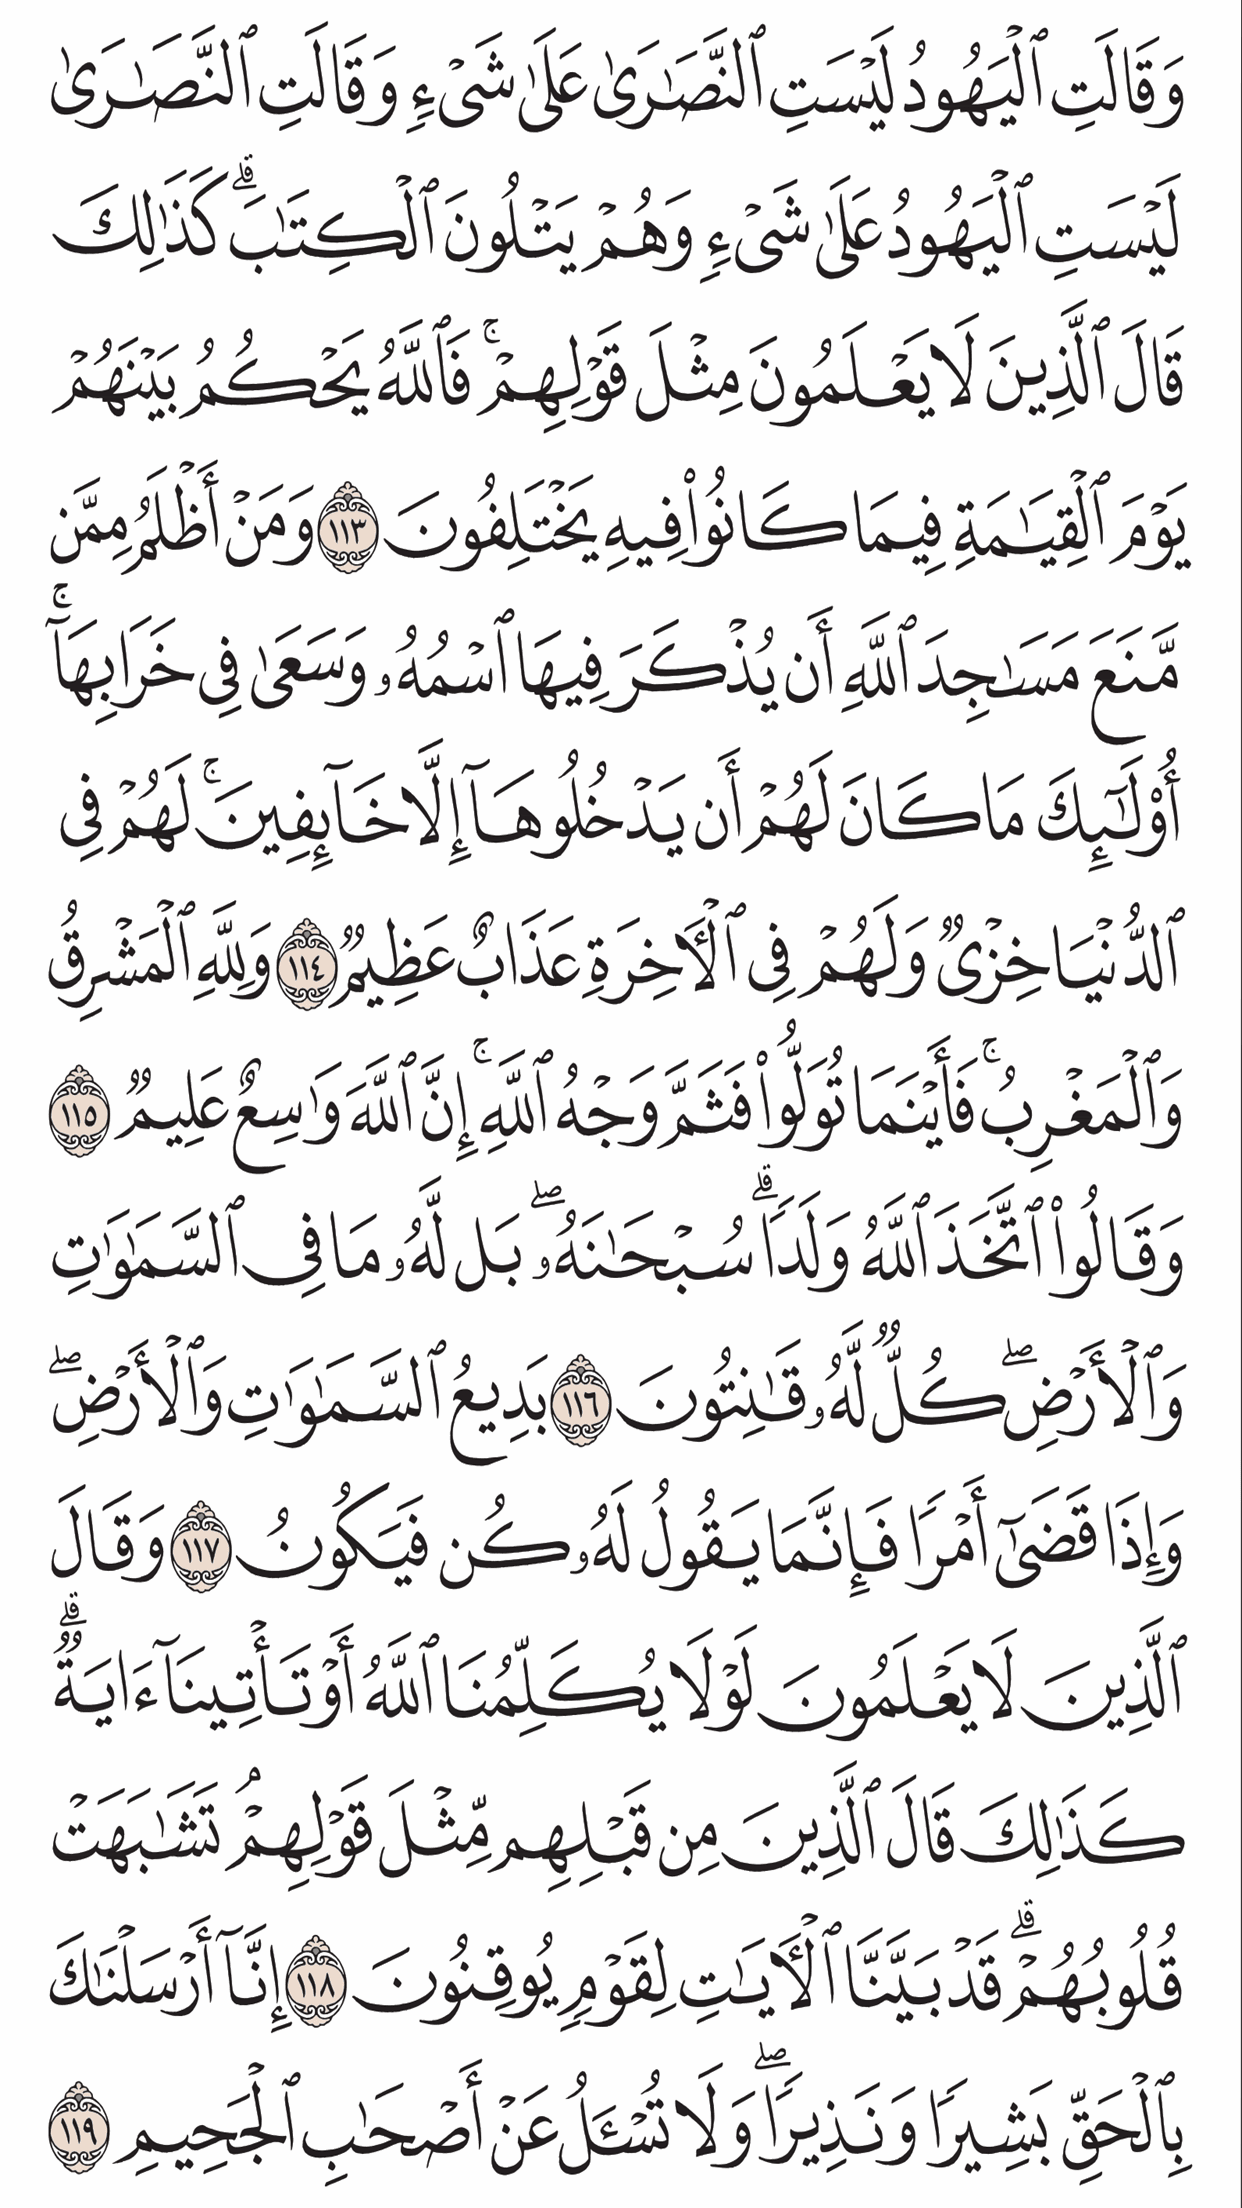 وَقَالَتِ ٱلْيَهُودُ لَيْسَتِ ٱلنَّصَـٰرَىٰ عَلَىٰ شَىْءٍ وَقَالَتِ ٱلنَّصَـٰرَىٰ
لَيْسَتِ ٱلْيَهُودُ عَلَىٰ شَىْءٍ وَهُمْ يَتْلُونَ ٱلْكِتَـٰبَ ۗ كَذَٰلِكَ
قَالَ ٱلَّذِينَ لَا يَعْلَمُونَ مِثْلَ قَوْلِهِمْ ۚ فَٱللَّهُ يَحْكُمُ بَيْنَهُمْ
يَوْمَ ٱلْقِيَـٰمَةِ فِيمَا كَانُوا۟ فِيهِ يَخْتَلِفُونَ ١١٣ وَمَنْ أَظْلَمُ مِمَّن
مَّنَعَ مَسَـٰجِدَ ٱللَّهِ أَن يُذْكَرَ فِيهَا ٱسْمُهُۥ وَسَعَىٰ فِى خَرَابِهَآ ۚ
أُو۟لَـٰٓئِكَ مَا كَانَ لَهُمْ أَن يَدْخُلُوهَآ إِلَّا خَآئِفِينَ ۚ لَهُمْ فِى
ٱلدُّنْيَا خِزْىٌ وَلَهُمْ فِى ٱلْـَٔاخِرَةِ عَذَابٌ عَظِيمٌ ١١٤ وَلِلَّهِ ٱلْمَشْرِقُ
وَٱلْمَغْرِبُ ۚ فَأَيْنَمَا تُوَلُّوا۟ فَثَمَّ وَجْهُ ٱللَّهِ ۚ إِنَّ ٱللَّهَ وَٰسِعٌ عَلِيمٌ ١١٥
وَقَالُوا۟ ٱتَّخَذَ ٱللَّهُ وَلَدًا ۗ سُبْحَـٰنَهُۥ ۖ بَل لَّهُۥ مَا فِى ٱلسَّمَـٰوَٰتِ
وَٱلْأَرْضِ ۖ كُلٌّ لَّهُۥ قَـٰنِتُونَ ١١٦ بَدِيعُ ٱلسَّمَـٰوَٰتِ وَٱلْأَرْضِ ۖ
وَإِذَا قَضَىٰٓ أَمْرًا فَإِنَّمَا يَقُولُ لَهُۥ كُن فَيَكُونُ ١١٧ وَقَالَ
ٱلَّذِينَ لَا يَعْلَمُونَ لَوْلَا يُكَلِّمُنَا ٱللَّهُ أَوْ تَأْتِينَآ ءَايَةٌ ۗ
كَذَٰلِكَ قَالَ ٱلَّذِينَ مِن قَبْلِهِم مِّثْلَ قَوْلِهِمْ ۘ تَشَـٰبَهَتْ
قُلُوبُهُمْ ۗ قَدْ بَيَّنَّا ٱلْـَٔايَـٰتِ لِقَوْمٍ يُوقِنُونَ ١١٨ إِنَّآ أَرْسَلْنَـٰكَ
بِٱلْحَقِّ بَشِيرًا وَنَذِيرًا ۖ وَلَا تُسْـَٔلُ عَنْ أَصْحَـٰبِ ٱلْجَحِيمِ ١١٩